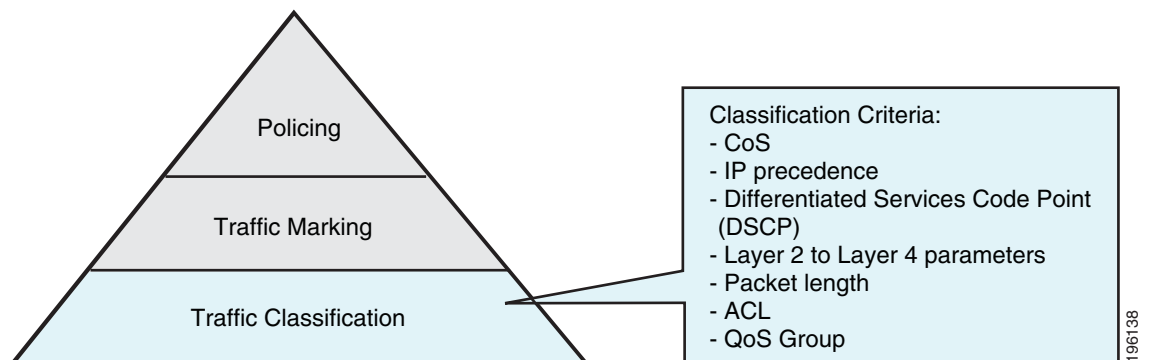 Policing
Traffic Marking
Traffic Classification
Classification Criteria:
- CoS
- IP precedence
- Differentiated Services Code Point
(DSCP)
- Layer 2 to Layer 4 parameters
- Packet length
- ACL
- QoS Group
196138